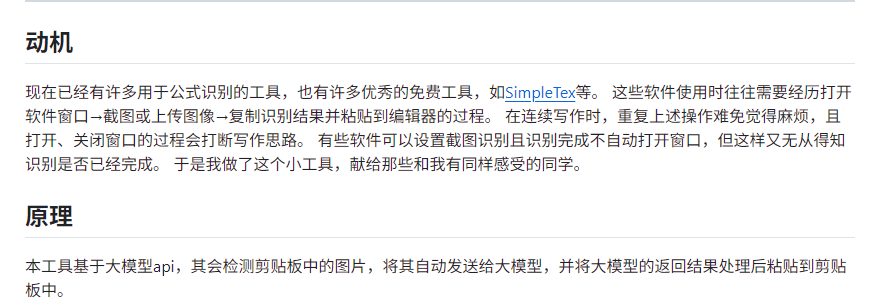 动机
现在已经有许多用于公式识别的工具，也有许多优秀的免费工具，如SimpleTex等。 这些软件使用时往往需要经历打开
软件窗口→截图或上传图像→复制识别结果并粘贴到编辑器的过程。 在连续写作时，重复上述操作难免觉得麻烦，且
打开、关闭窗口的过程会打断写作思路。 有些软件可以设置截图识别且识别完成不自动打开窗口，但这样又无从得知
识别是否已经完成。 于是我做了这个小工具，献给那些和我有同样感受的同学。
原理
本工具基于大模型api，其会检测剪贴板中的图片，将其自动发送给大模型，并将大模型的返回结果处理后粘贴到剪贴
板中。